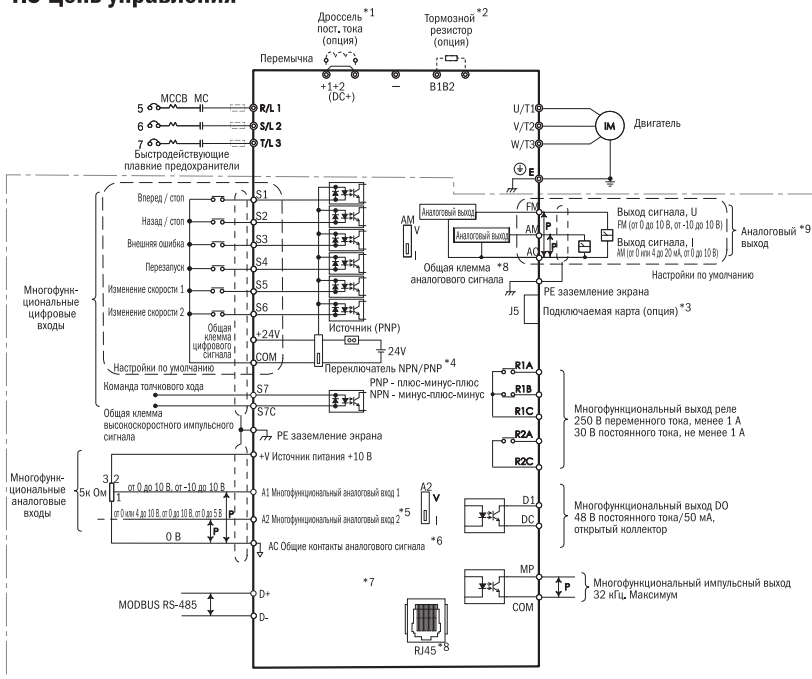 Дроссель *1
пост. тока
(опция)
Тормозной *2
резистор
(опция)
Перемычка
+1 +2
(DC+)
−
B1B2
MCCB MC
5
R/L 1
6
S/L 2
7
T/L 3
Быстродействующие
плавкие предохранители
U/T1
V/T2
W/T3
IM
Двигатель
E
Многофунк-
циональные
цифровые
входы
Вперед / стоп
S1
Назад / стоп
S2
Внешняя ошибка
S3
Перезапуск
S4
Изменение скорости 1
S5
Изменение скорости 2
S6
Общая
клемма
цифрового
сигнала
+24V
COM
Настройки по умолчанию
Источник (PNP)
24V
Переключатель NPN/PNP *4
PNP - плюс-минус-плюс
NPN - минус-плюс-минус
Команда толчкового хода
S7
S7C
Общая клемма
высокоскоростного импульсного
сигнала
PE заземление экрана
Многофунк-
циональные
аналоговые
входы
+V Источник питания +10 В
3 2
5к Ом
1
от 0 до 10 В, от -10 до 10 В
A1 Многофункциональный аналоговый вход 1
от 0 или 4 до 10 В, от 0 до 10 В, от 0 до 5 В
A2 Многофункциональный аналоговый вход 2 *5
0 В
AC Общие контакты аналогового сигнала *6
P
P
A2
V
I
MODBUS RS-485
D+
D-
*7
RJ45 *8
AM
V
I
Аналоговый выход
Аналоговый выход
Общая клемма *8
аналогового сигнала
FM
AM
AC
P
P
Выход сигнала, U
FM (от 0 до 10 В, от -10 до 10 В)
Выход сигнала, I
AM (от 0 или 4 до 20 мА, от 0 до 10 В)
Аналоговый *9
выход
Настройки по умолчанию
PE заземление экрана
J5
Подключаемая карта (опция) *3
R1A
R1B
R1C
R2A
R2C
Многофункциональный выход реле
250 В переменного тока, менее 1 А
30 В постоянного тока, не менее 1 А
D1
DC
Многофункциональный выход DO
48 В постоянного тока/50 мА,
открытый коллектор
MP
COM
P
Многофункциональный импульсный выход
32 кГц. Максимум